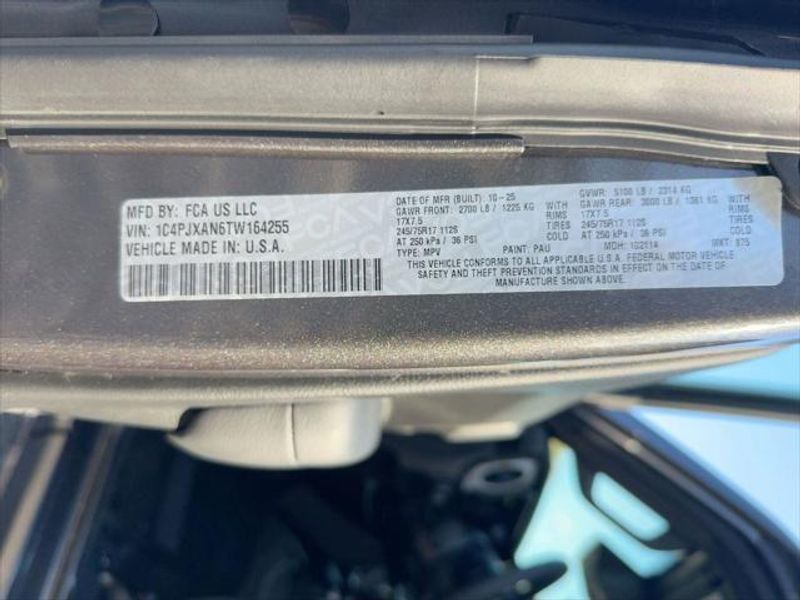 MFD BY: FCA US LLC
VIN: 1C4PJXAN6TW164255
VEHICLE MADE IN U.S.A.
DATE OF MFR (BUILT): 10-25 GVWR: 5100 LB / 2314 KG
GAWR FRONT: 2700 LB / 1225 KG WITH GAWR REAR: 3000 LB / 1361 KG WITH
17X7.5 RIMS 17X7.5 RIMS
245/75R17 112S TIRES 245/75R17 112S TIRES
AT 250 kPa / 36 PSI COLD AT 250 kPa / 36 PSI COLD
TYPE: MPV PAINT: PAU MDH: 102114 MKT: 875
THIS VEHICLE CONFORMS TO ALL APPLICABLE U.S.A. FEDERAL MOTOR VEHICLE
SAFETY AND THEFT PREVENTION STANDARDS IN EFFECT ON THE DATE OF
MANUFACTURE SHOWN ABOVE.